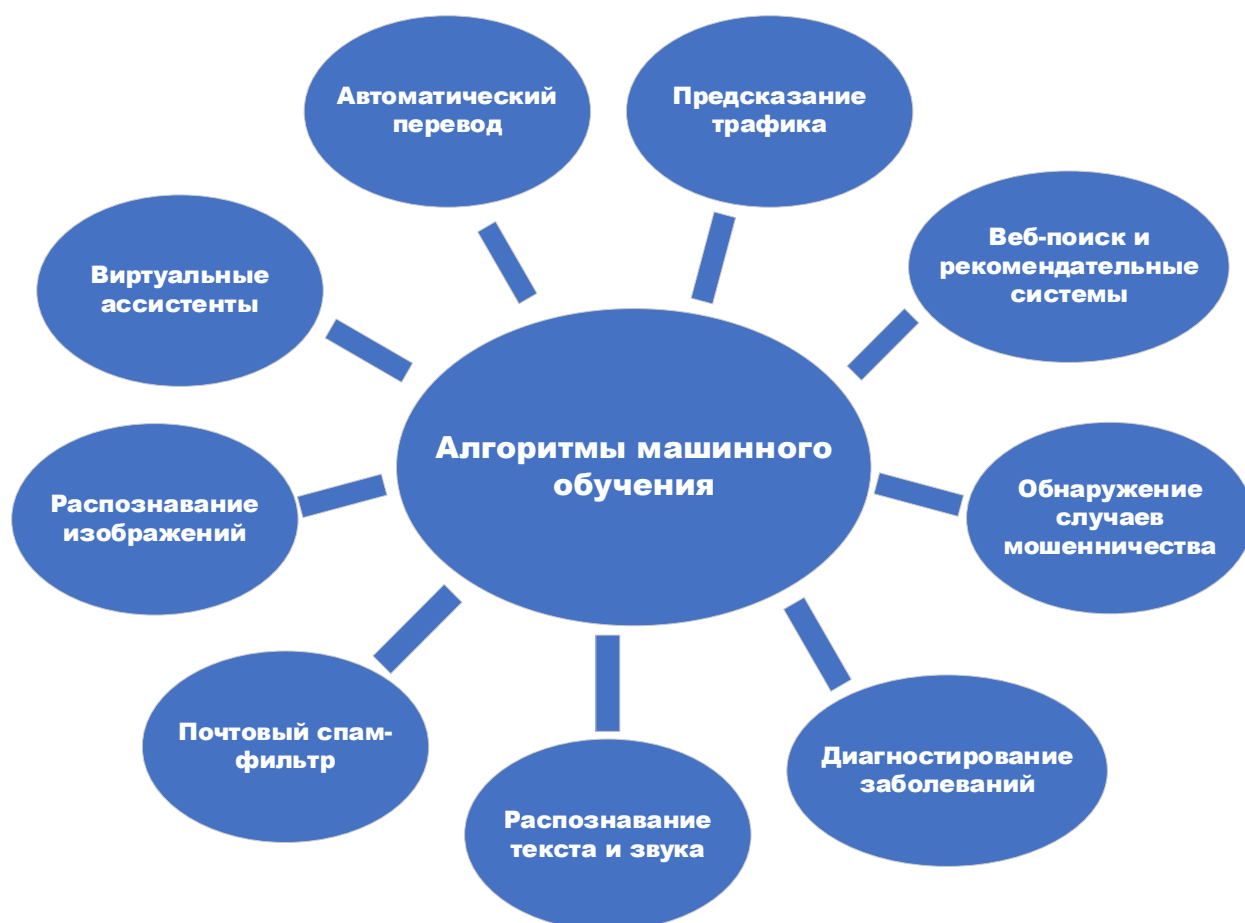 Автоматический
перевод
Предсказание
трафика
Веб-поиск и
рекомендательные
системы
Виртуальные
ассистенты
Алгоритмы машинного
обучения
Распознавание
изображений
Обнаружение
случаев
мошенничества
Почтовый спам-
фильтр
Диагностирование
заболеваний
Распознавание
текста и звука